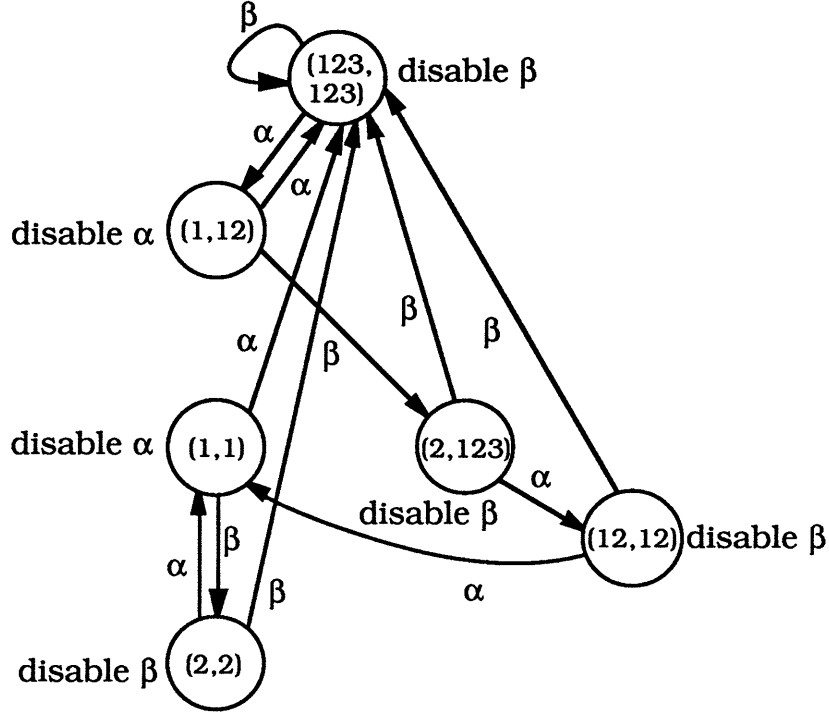 β
(123,
123)
disable β
α
α
disable α
(1,12)
β
β
α
β
disable α
(1,1)
(2,123)
α
disable β
(12,12)
disable β
β
α
β
α
disable β
(2,2)